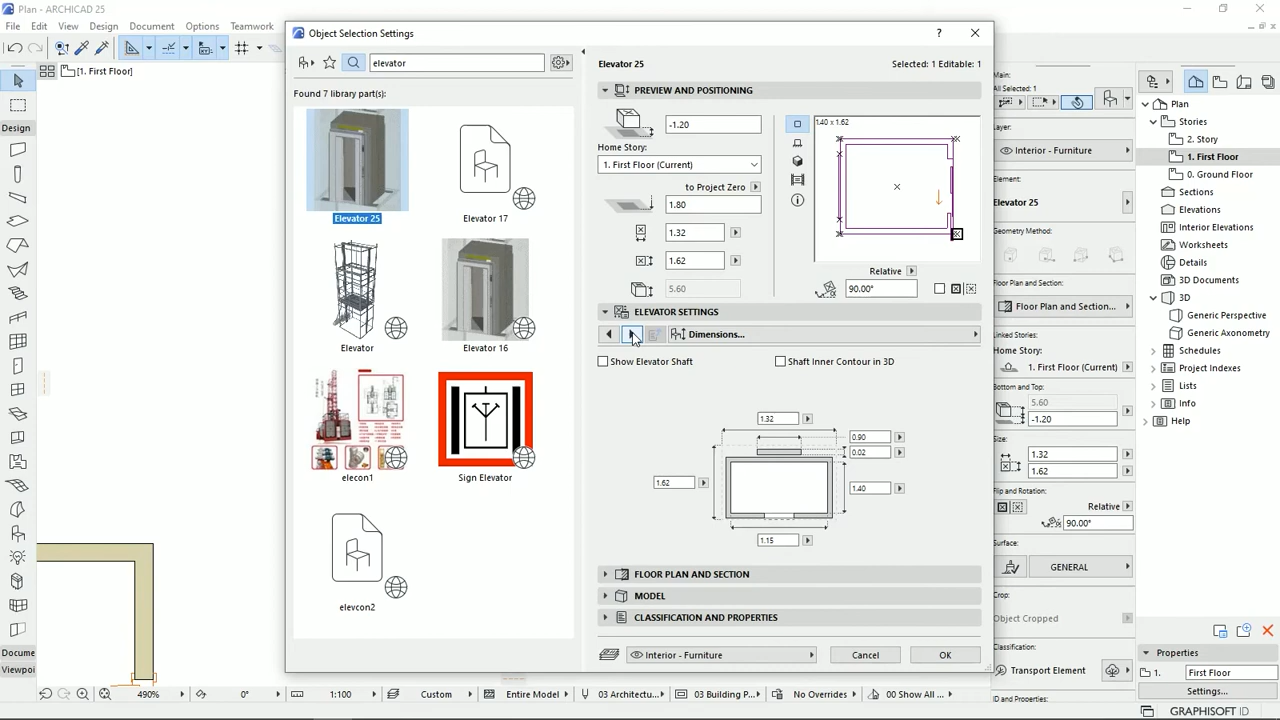 Plan - ARCHICAD 25
File Edit View Design Document Options Teamwork
[1. First Floor]
Design
Docume
Viewpoi
Object Selection Settings
?
elevator
Found 7 library part(s):
Elevator 25
Elevator 17
Elevator
Elevator 16
elecon1
Sign Elevator
elevcon2
Elevator 25
Selected: 1 Editable: 1
PREVIEW AND POSITIONING
-1.20
Home Story:
1. First Floor (Current)
to Project Zero
1.80
1.32
1.62
5.60
1.40 x 1.62
Relative
90.00°
ELEVATOR SETTINGS
Dimensions...
Show Elevator Shaft
Shaft Inner Contour in 3D
1.32
0.90
0.02
1.62
1.40
1.15
FLOOR PLAN AND SECTION
MODEL
CLASSIFICATION AND PROPERTIES
Interior - Furniture
Cancel
OK
Main:
All Selected: 1
Layer:
Interior - Furniture
Element:
Elevator 25
Geometry Method:
Floor Plan and Section:
Floor Plan and Section...
Linked Stories:
Home Story:
1. First Floor (Current)
Bottom and Top:
5.60
-1.20
Size:
1.32
1.62
Flip and Rotation:
Relative
90.00°
Surface:
GENERAL
Crop:
Object Cropped
Classification:
Transport Element
ID and Properties:
Plan
Stories
2. Story
1. First Floor
0. Ground Floor
Sections
Elevations
Interior Elevations
Worksheets
Details
3D Documents
3D
Generic Perspective
Generic Axonometry
Schedules
Project Indexes
Lists
Info
Help
Properties
1.
First Floor
Settings...
GRAPHISOFT ID
490%
0°
1:100
Custom
Entire Model
03 Architectu...
03 Building P...
No Overrides
00 Show All ...